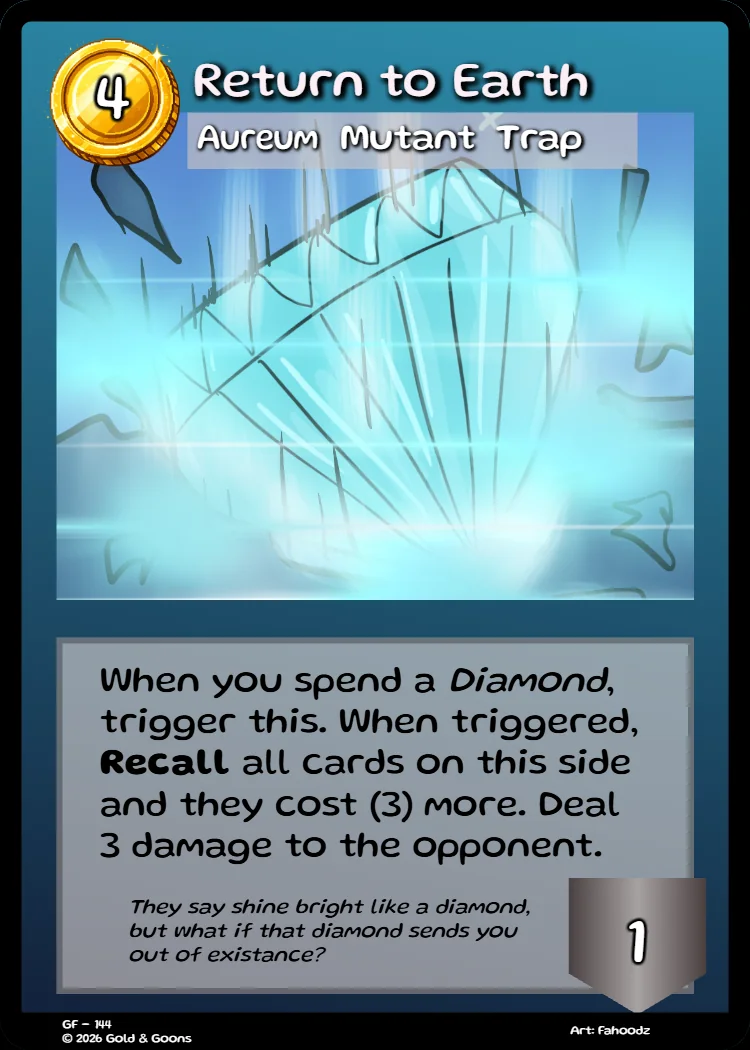 4
Return to Earth
Aureum Mutant Trap
When you spend a Diamond,
trigger this. When triggered,
Recall all cards on this side
and they cost (3) more. Deal
3 damage to the opponent.
They say shine bright like a diamond,
but what if that diamond sends you
out of existance?
1
GF - 144
© 2026 Gold & Goons
Art: fahoodz